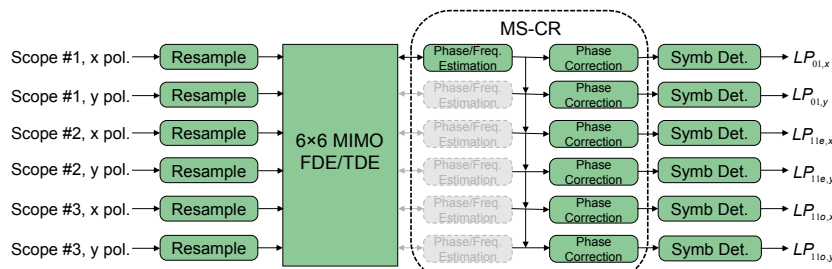 MS-CR
Scope #1, x pol. Resample Phase/Freq. Estimation Phase Correction Symb Det. LP01,x
Scope #1, y pol. Resample Phase/Freq. Estimation Phase Correction Symb Det. LP01,y
Scope #2, x pol. Resample Phase/Freq. Estimation Phase Correction Symb Det. LP11e,x
6×6 MIMO
FDE/TDE
Scope #2, y pol. Resample Phase/Freq. Estimation Phase Correction Symb Det. LP11e,y
Scope #3, x pol. Resample Phase/Freq. Estimation Phase Correction Symb Det. LP11o,x
Scope #3, y pol. Resample Phase/Freq. Estimation Phase Correction Symb Det. LP11o,y